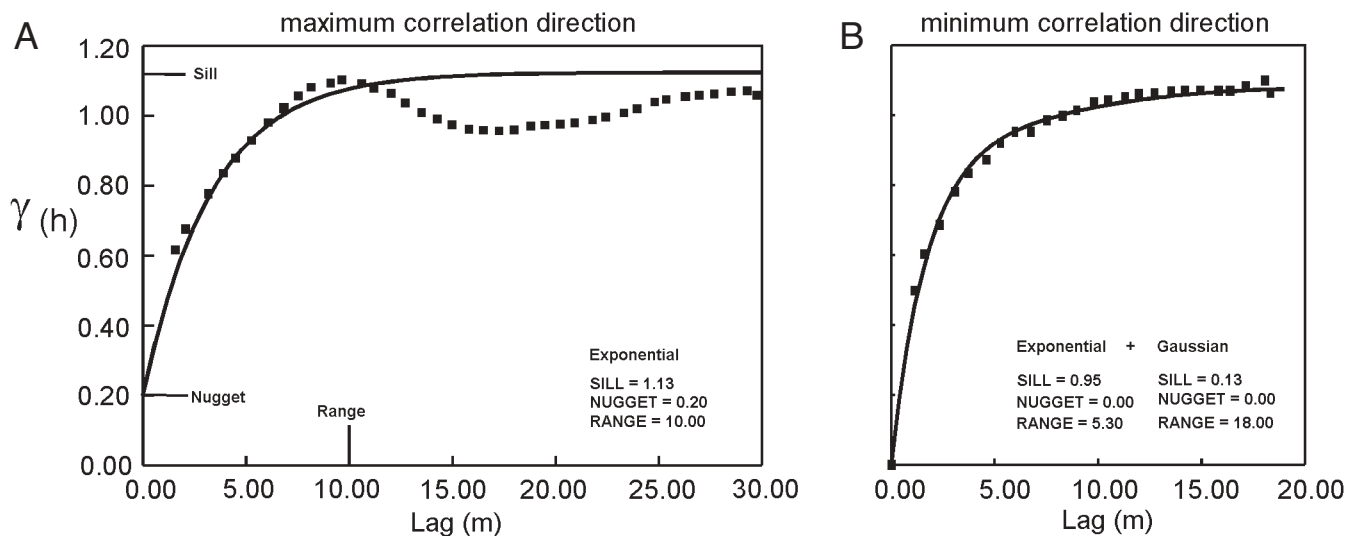 A
maximum correlation direction
1.20
Sill
1.00
0.80
γ (h)
0.60
0.40
0.20
Nugget
0.00
Range
Exponential
SILL = 1.13
NUGGET = 0.20
RANGE = 10.00
0.00 5.00 10.00 15.00 20.00 25.00 30.00
Lag (m)
B
minimum correlation direction
Exponential + Gaussian
SILL = 0.95 SILL = 0.13
NUGGET = 0.00 NUGGET = 0.00
RANGE = 5.30 RANGE = 18.00
0.00 5.00 10.00 15.00 20.00
Lag (m)